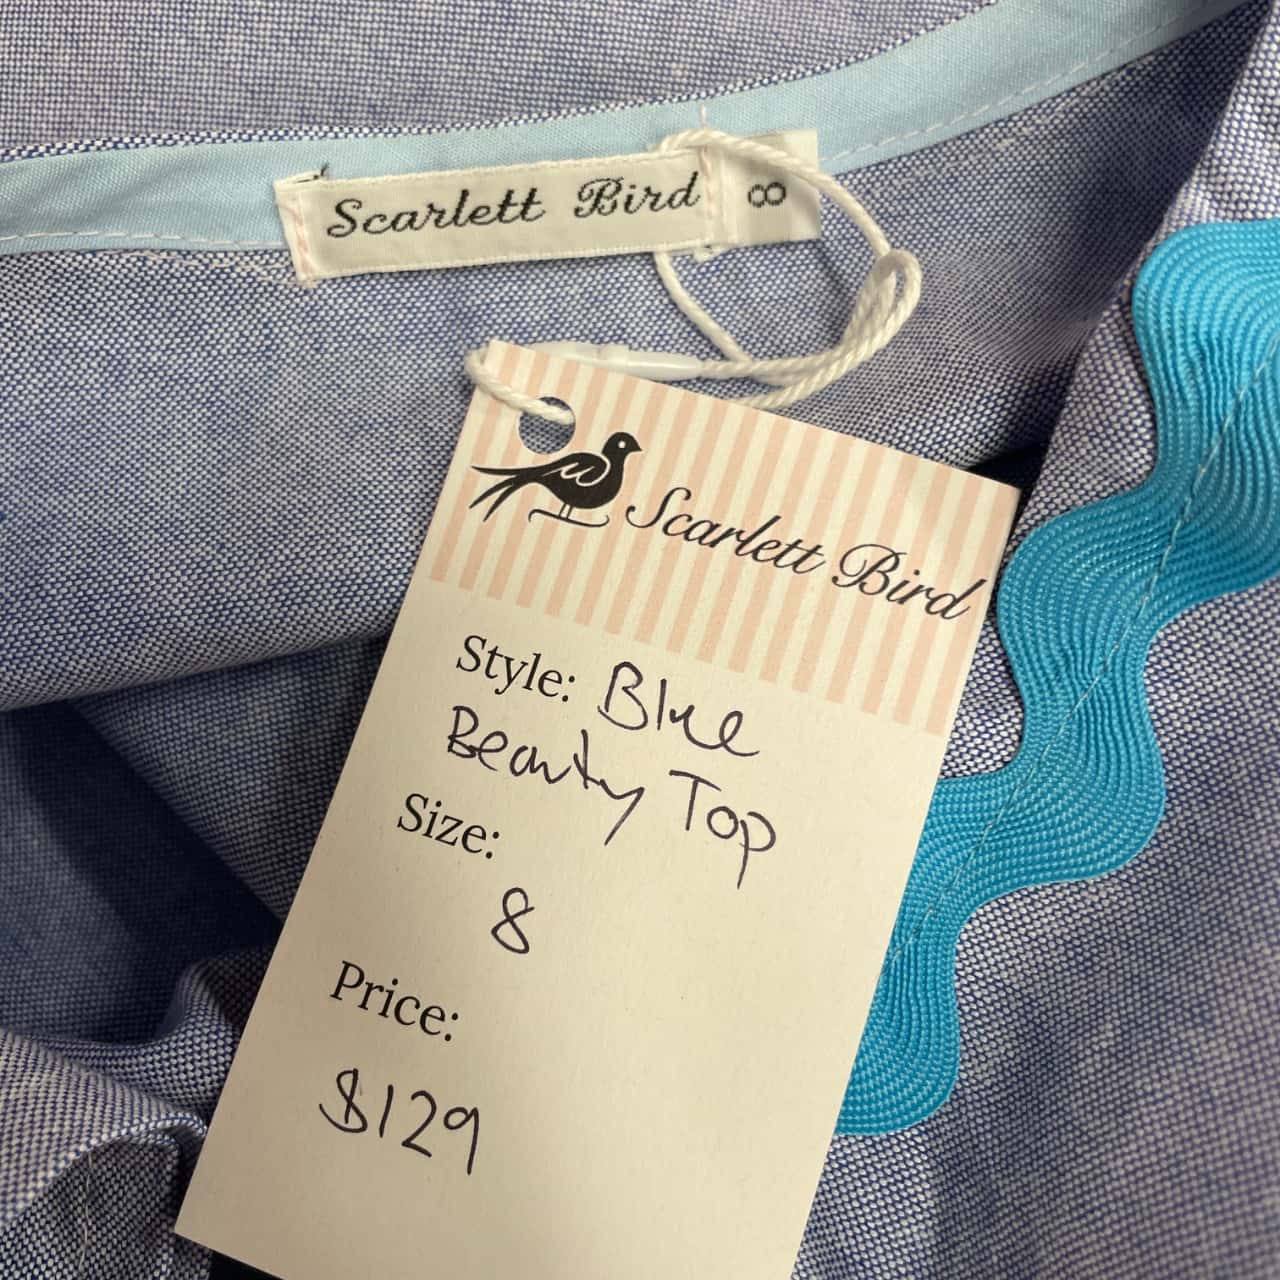 Scarlett Bird
8
Scarlett Bird
Style: Blue
Beauty Top
Size:
8
Price:
$129